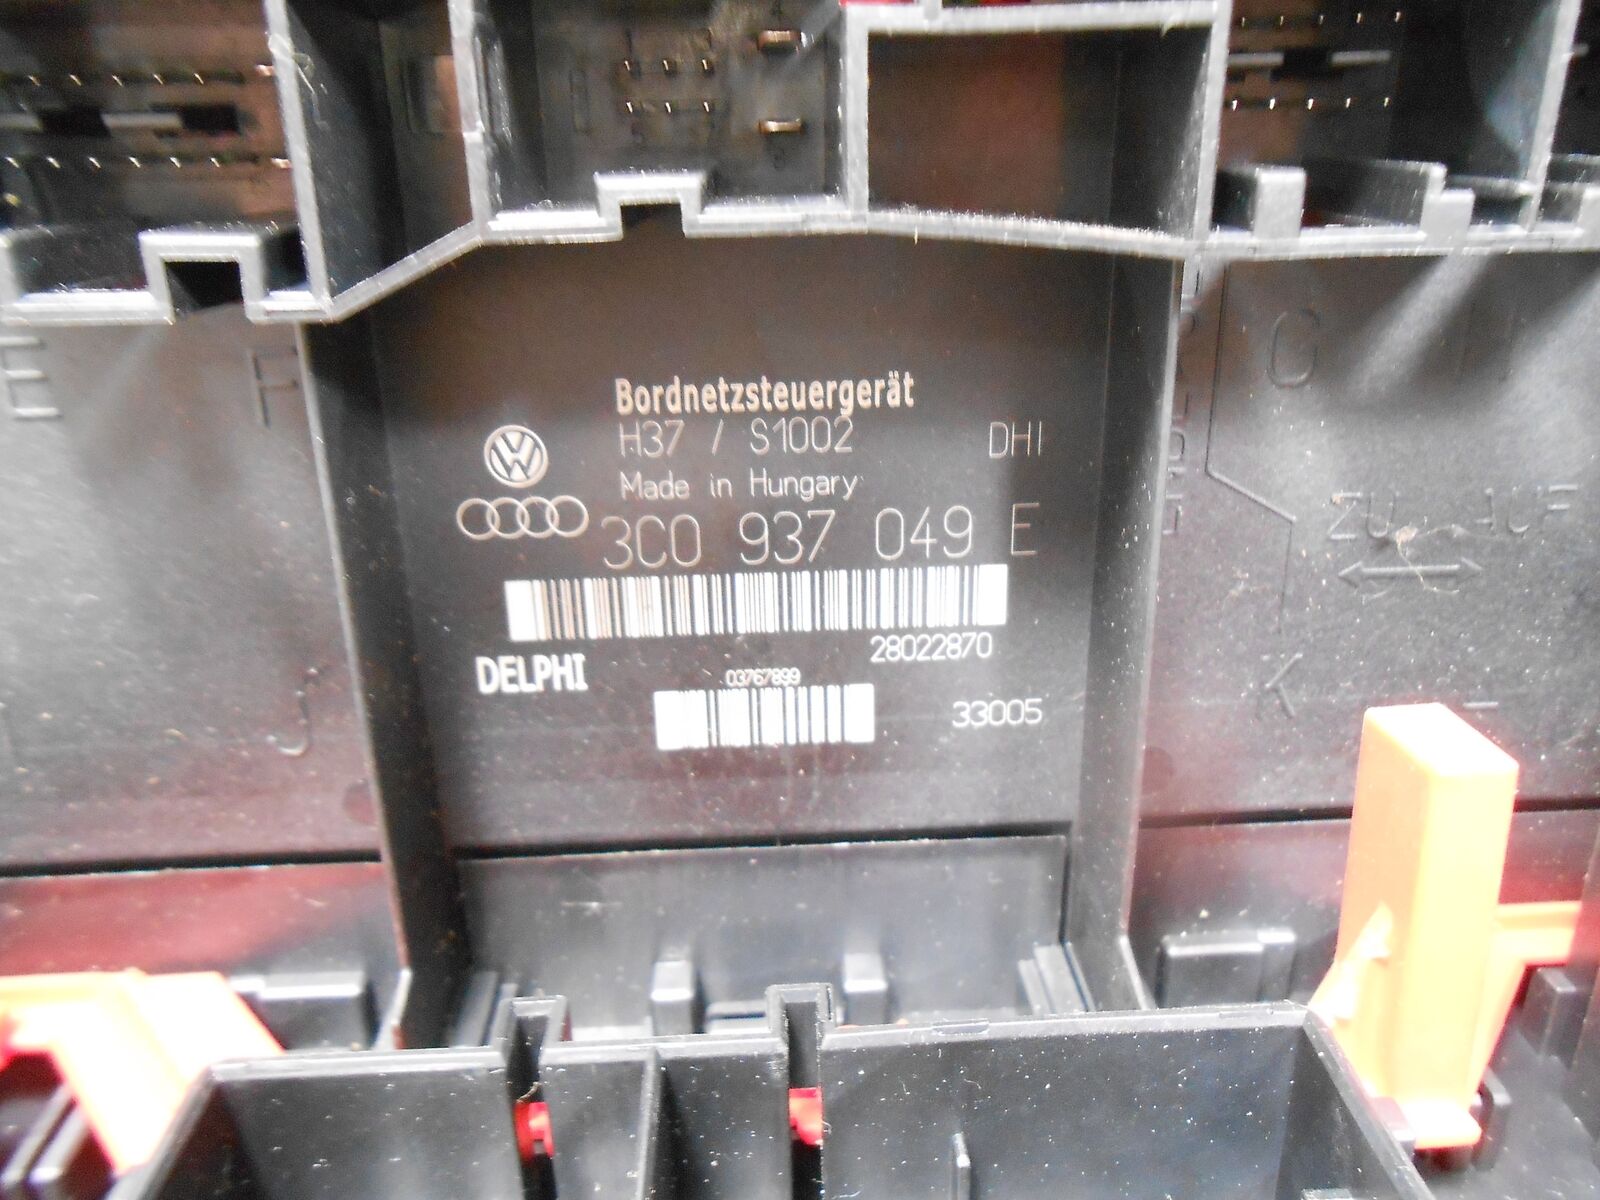 E F
Bordnetzsteuergerät
H37 / S1002 DHI
Made in Hungary
3C0 937 049 E
G
ZU AUF
28022870
DELPHI
03767899
33005
J
K L